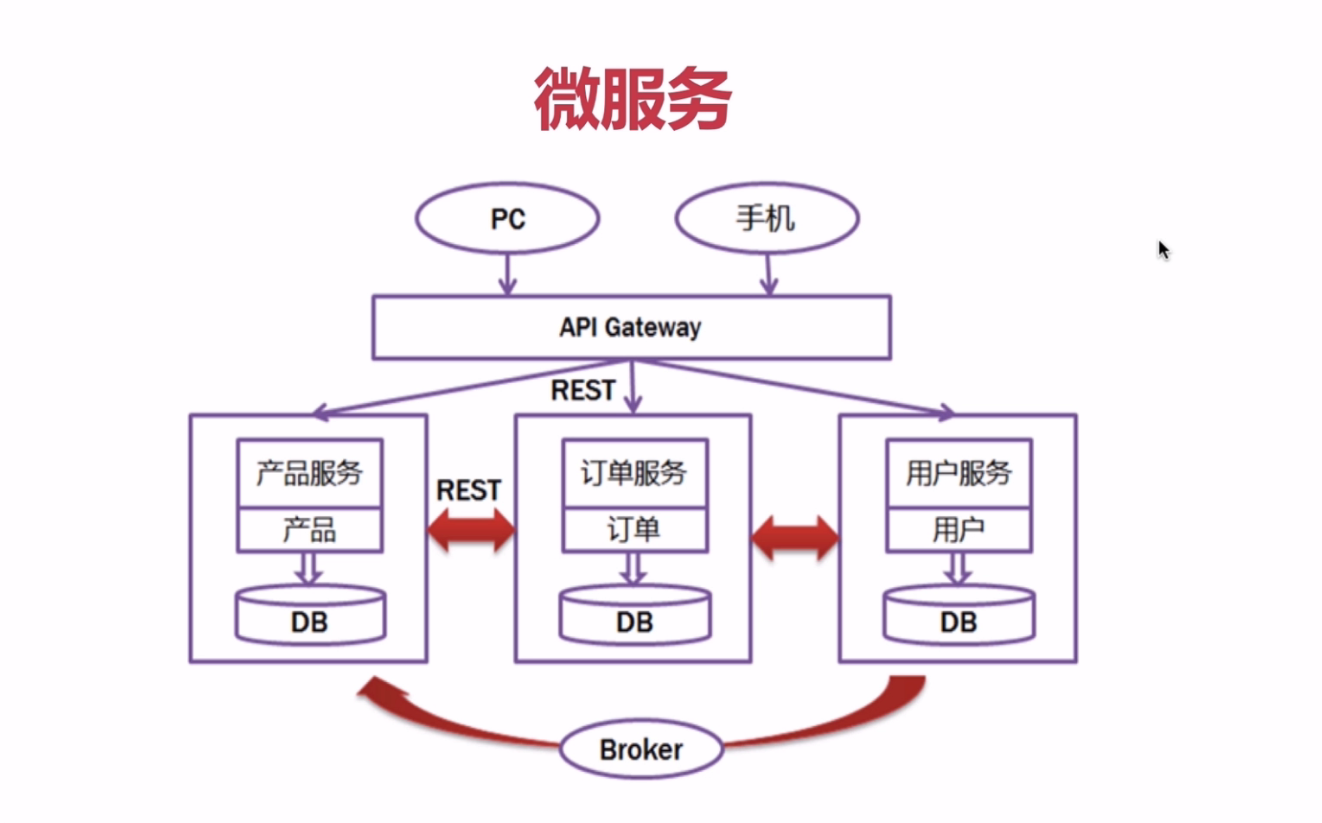 微服务
PC
手机
API Gateway
REST
产品服务
产品
DB
REST
订单服务
订单
DB
用户服务
用户
DB
Broker